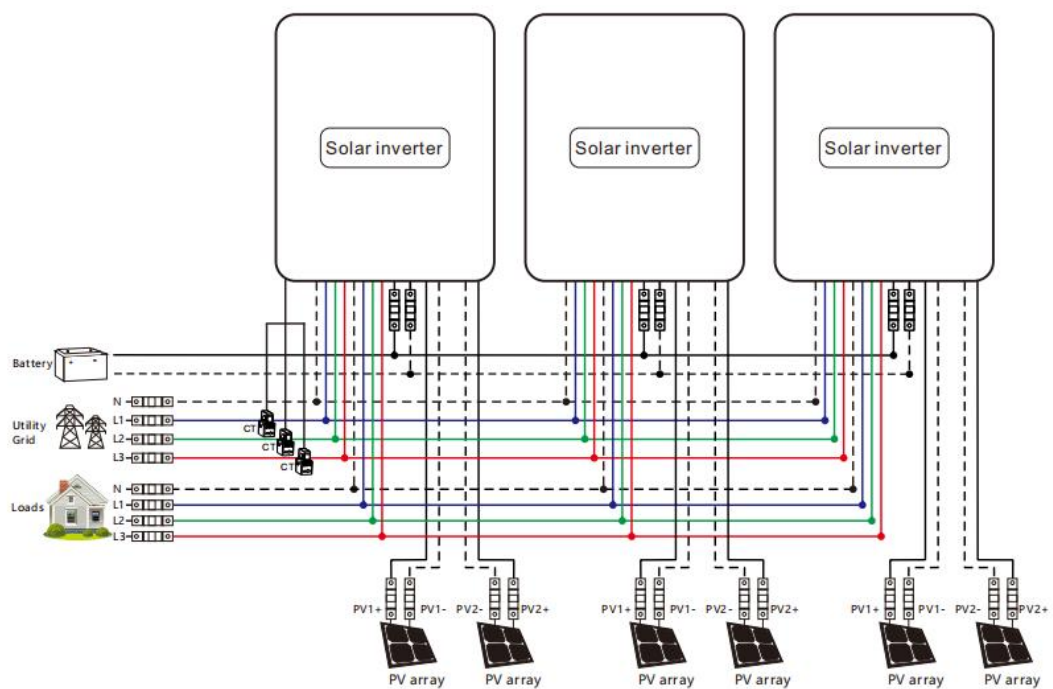 Solar inverter
Solar inverter
Solar inverter
Battery
N
L1
Utility
Grid
L2
L3
CT
CT
CT
N
L1
Loads
L2
L3
PV1+
PV1-
PV2-
PV2+
PV1+
PV1-
PV2-
PV2+
PV1+
PV1-
PV2-
PV2+
PV array
PV array
PV array
PV array
PV array
PV array